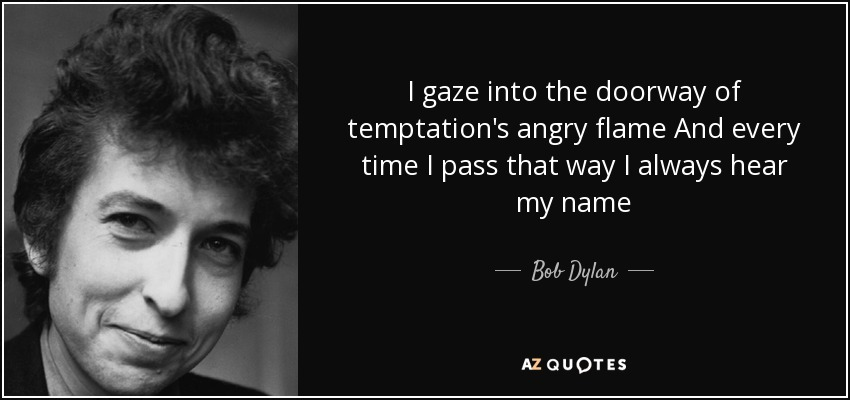 I gaze into the doorway of
temptation's angry flame And every
time I pass that way I always hear
my name
Bob Dylan
AZ QUOTES